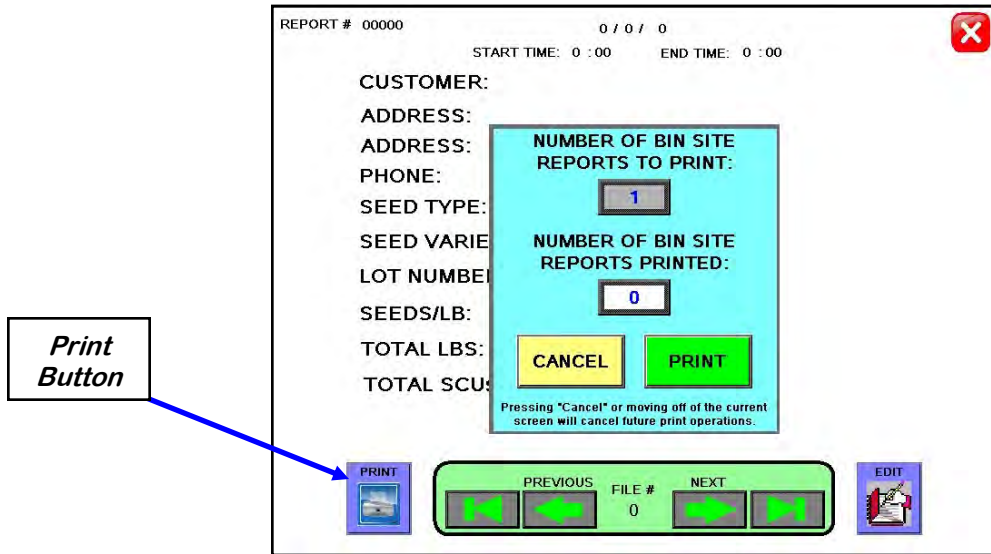 REPORT # 00000
0 / 0 / 0
START TIME: 0 :00 END TIME: 0 :00
CUSTOMER:
ADDRESS:
ADDRESS:
PHONE:
SEED TYPE:
SEED VARIE
LOT NUMBE
SEEDS/LB:
TOTAL LBS:
TOTAL SCU
NUMBER OF BIN SITE
REPORTS TO PRINT:
1
NUMBER OF BIN SITE
REPORTS PRINTED:
0
CANCEL PRINT
Pressing "Cancel" or moving off of the current
screen will cancel future print operations.
Print
Button
PRINT
PREVIOUS FILE # NEXT
0
EDIT